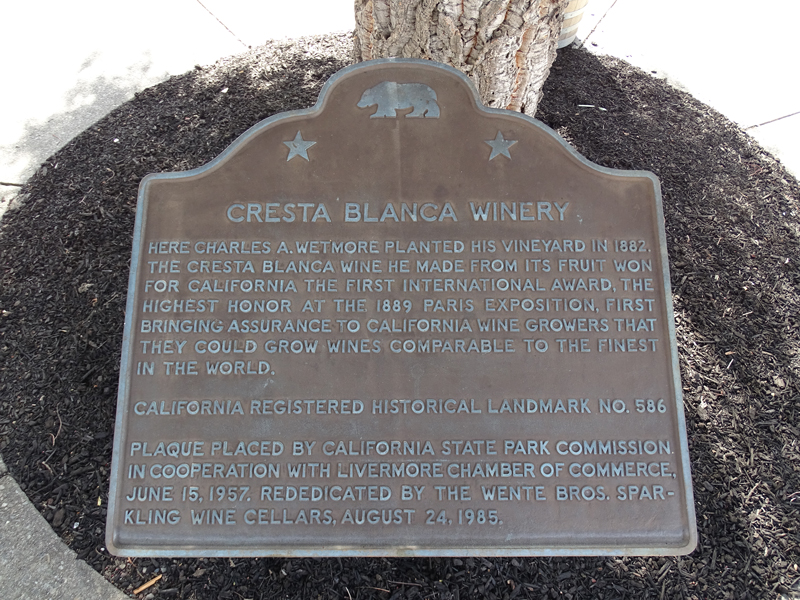 CRESTA BLANCA WINERY
HERE CHARLES A. WETMORE PLANTED HIS VINEYARD IN 1882.
THE CRESTA BLANCA WINE HE MADE FROM ITS FRUIT WON
FOR CALIFORNIA THE FIRST INTERNATIONAL AWARD, THE
HIGHEST HONOR AT THE 1889 PARIS EXPOSITION, FIRST
BRINGING ASSURANCE TO CALIFORNIA WINE GROWERS THAT
THEY COULD GROW WINES COMPARABLE TO THE FINEST
IN THE WORLD.
CALIFORNIA REGISTERED HISTORICAL LANDMARK NO. 586
PLAQUE PLACED BY CALIFORNIA STATE PARK COMMISSION
IN COOPERATION WITH LIVERMORE CHAMBER OF COMMERCE,
JUNE 15, 1957. REDEDICATED BY THE WENTE BROS. SPAR-
KLING WINE CELLARS, AUGUST 24, 1985.